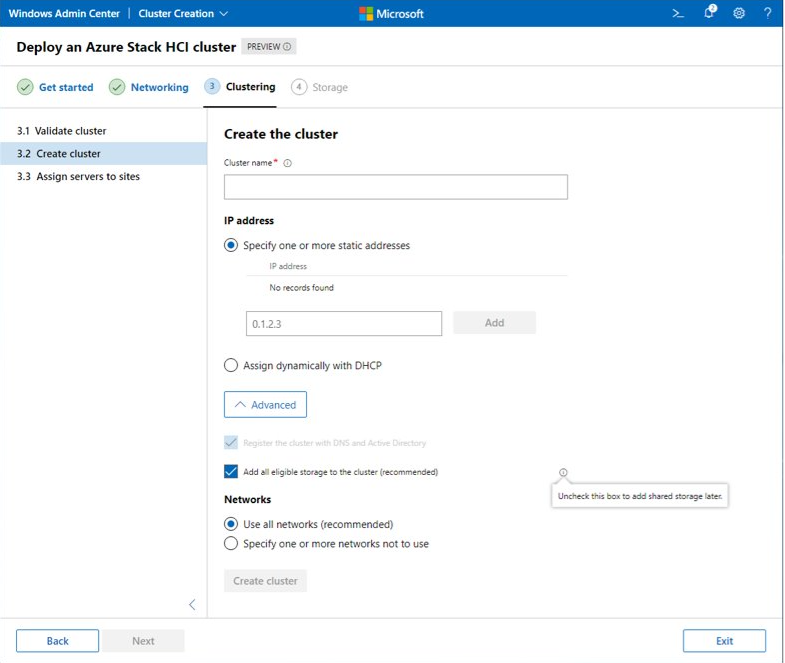 Windows Admin Center | Cluster Creation
Microsoft
2
?
Deploy an Azure Stack HCI cluster PREVIEW
Get started
Networking
3 Clustering
4 Storage
3.1 Validate cluster
3.2 Create cluster
3.3 Assign servers to sites
Create the cluster
Cluster name*
IP address
Specify one or more static addresses
IP address
No records found
0.1.2.3
Add
Assign dynamically with DHCP
Advanced
Register the cluster with DNS and Active Directory
Add all eligible storage to the cluster (recommended)
Uncheck this box to add shared storage later.
Networks
Use all networks (recommended)
Specify one or more networks not to use
Create cluster
Back
Next
Exit